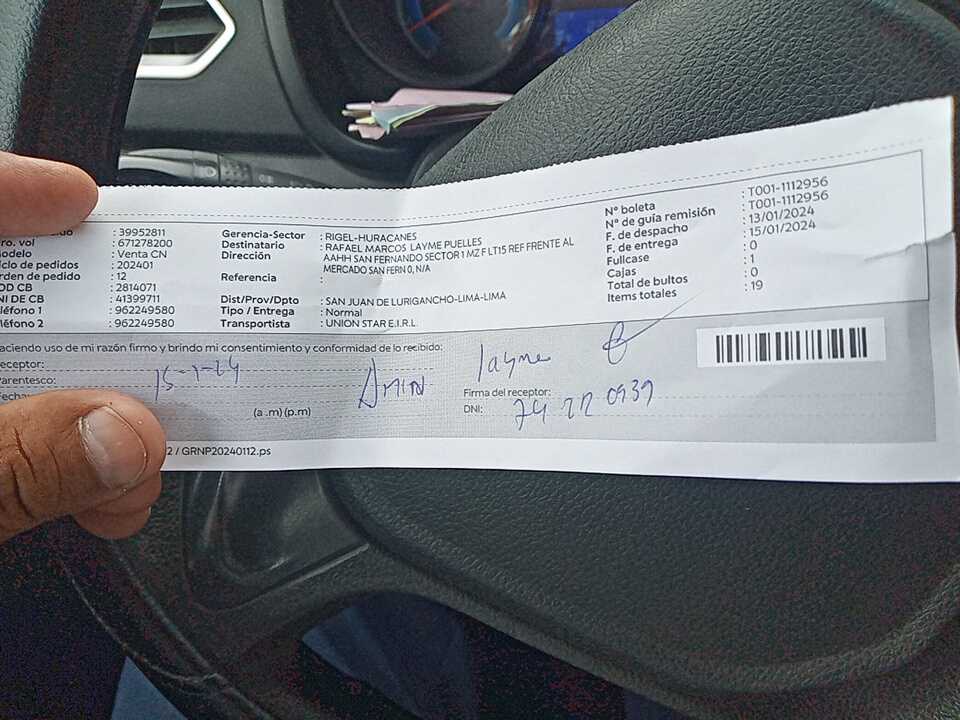 : 39952811
ro. vol : 671278200
odelo : Venta CN
iclo de pedidos : 202401
rden de pedido : 12
OD CB : 2814071
NI DE CB : 41399711
eléfono 1 : 962249580
eléfono 2 : 962249580
Gerencia-Sector : RIGEL-HURACANES
Destinatario : RAFAEL MARCOS LAYME PUELLES
Dirección : AAHH SAN FERNANDO SECTOR 1 MZ F LT15 REF FRENTE AL
MERCADO SAN FERN 0, N/A
Referencia :
Dist/Prov/Dpto : SAN JUAN DE LURIGANCHO-LIMA-LIMA
Tipo / Entrega : Normal
Transportista : UNION STAR E.I.R.L.
N° boleta : T001-1112956
N° de guía remisión : T001-1112956
F. de despacho : 13/01/2024
F. de entrega : 15/01/2024
Fullcase : 0
Cajas : 1
Total de bultos : 0
Items totales : 19
aciendo uso de mi razón firmo y brindo mi consentimiento y conformidad de lo recibido:
eceptor: Layme
arentesco:
Fecha: 15-1-24
(a .m) (p.m)
Firma del receptor:
DNI:
2 / GRNP20240112.ps